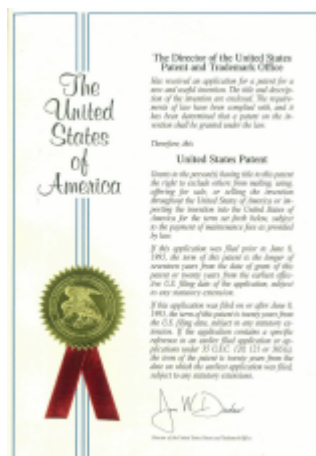 The
United
States
of
America
The Director of the United States
Patent and Trademark Office
Has received an application for a patent for a
new and useful invention. The title and descrip-
tion of the invention are enclosed. The require-
ments of law have been complied with, and it
has been determined that a patent on the in-
vention shall be granted under the law.
Therefore, this
United States Patent
Grants to the person(s) having title to this patent
the right to exclude others from making, using,
offering for sale, or selling the invention
throughout the United States of America or im-
porting the invention into the United States of
America for the term set forth below, subject
to the payment of maintenance fees as provided
by law.
If this application was filed prior to June 8,
1995, the term of this patent is the longer of
seventeen years from the date of grant of this
patent or twenty years from the earliest effec-
tive U.S. filing date of the application, subject
to any statutory extension.
If this application was filed on or after June 8,
1995, the term of this patent is twenty years from
the U.S. filing date, subject to any statutory ex-
tension. If the application contains a specific
reference to an earlier filed application or ap-
plications under 35 U.S.C. 120, 121 or 365(c),
the term of the patent is twenty years from the
date on which the earliest application was filed,
subject to any statutory extensions.
Director of the United States Patent and Trademark Office